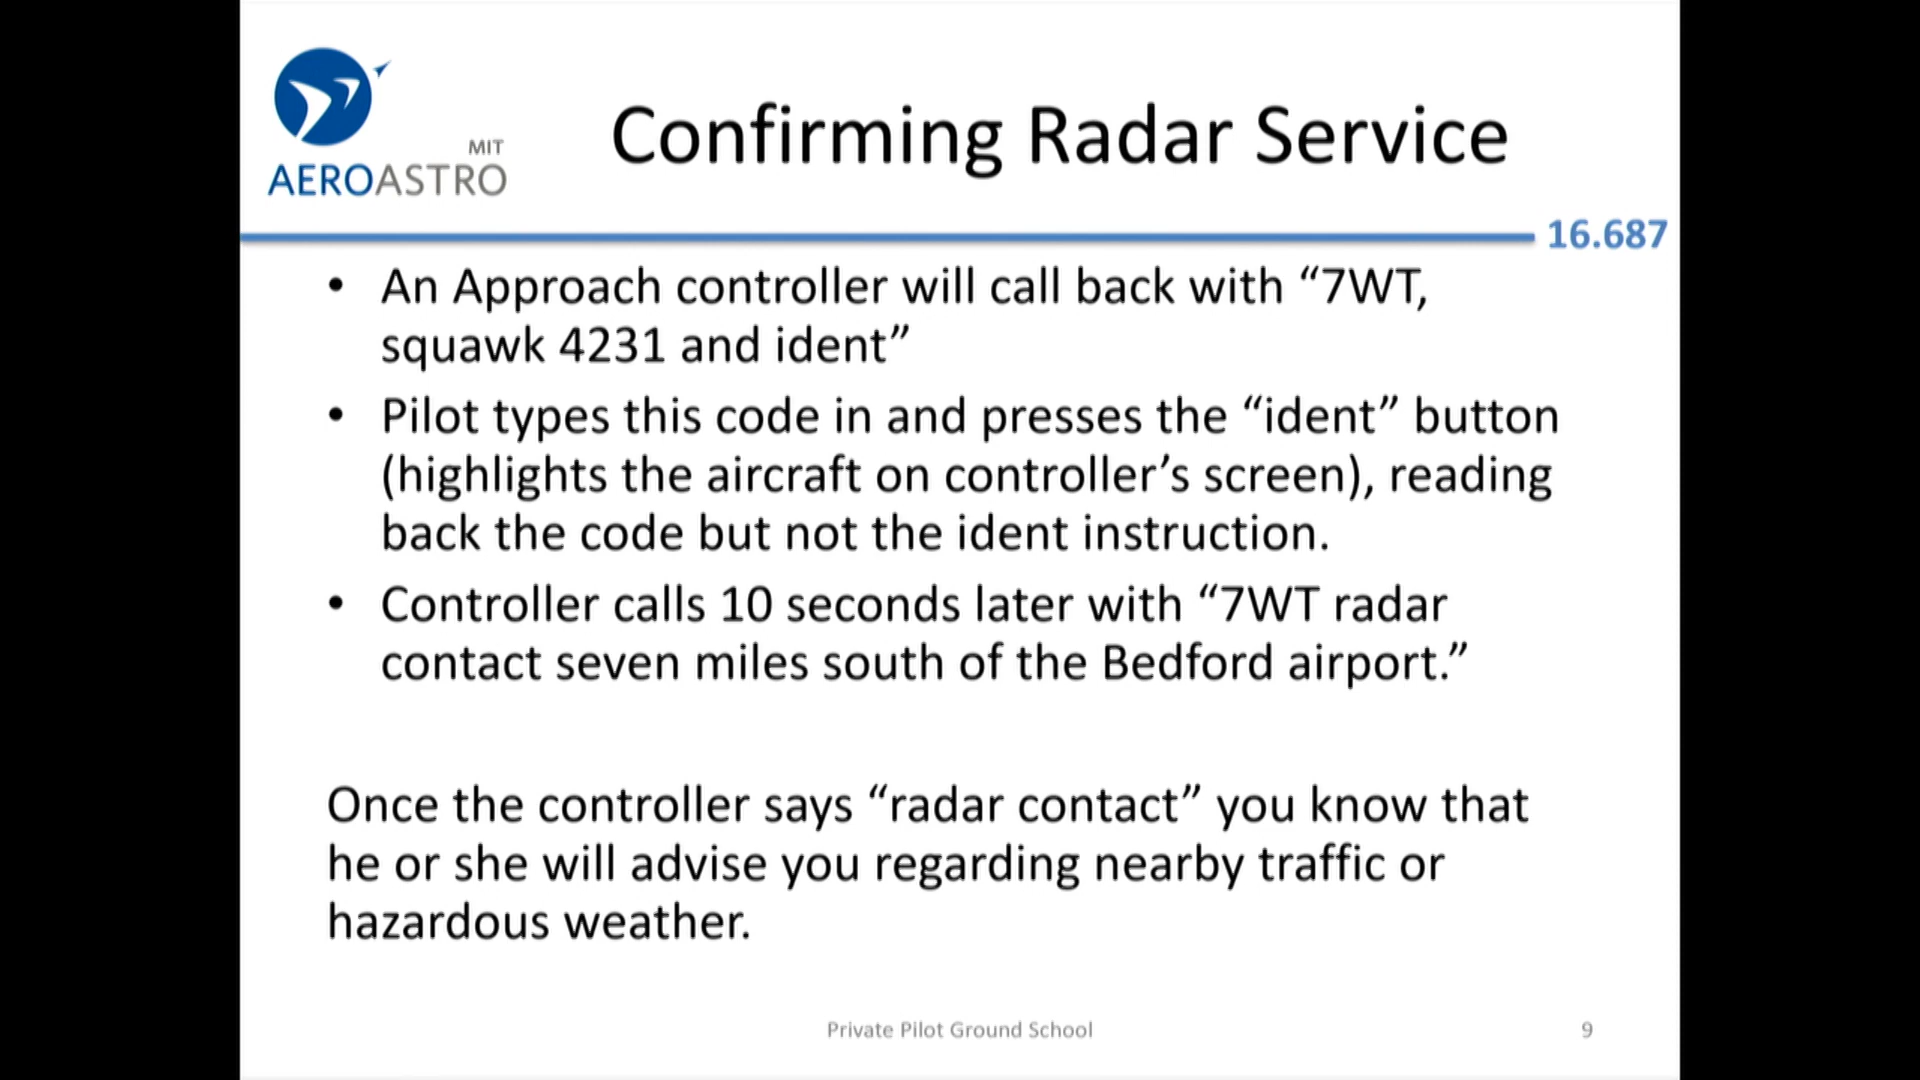 MIT
AEROASTRO
Confirming Radar Service
16.687
• An Approach controller will call back with “7WT,
squawk 4231 and ident”
• Pilot types this code in and presses the “ident” button
(highlights the aircraft on controller’s screen), reading
back the code but not the ident instruction.
• Controller calls 10 seconds later with “7WT radar
contact seven miles south of the Bedford airport.”
Once the controller says “radar contact” you know that
he or she will advise you regarding nearby traffic or
hazardous weather.
Private Pilot Ground School
9